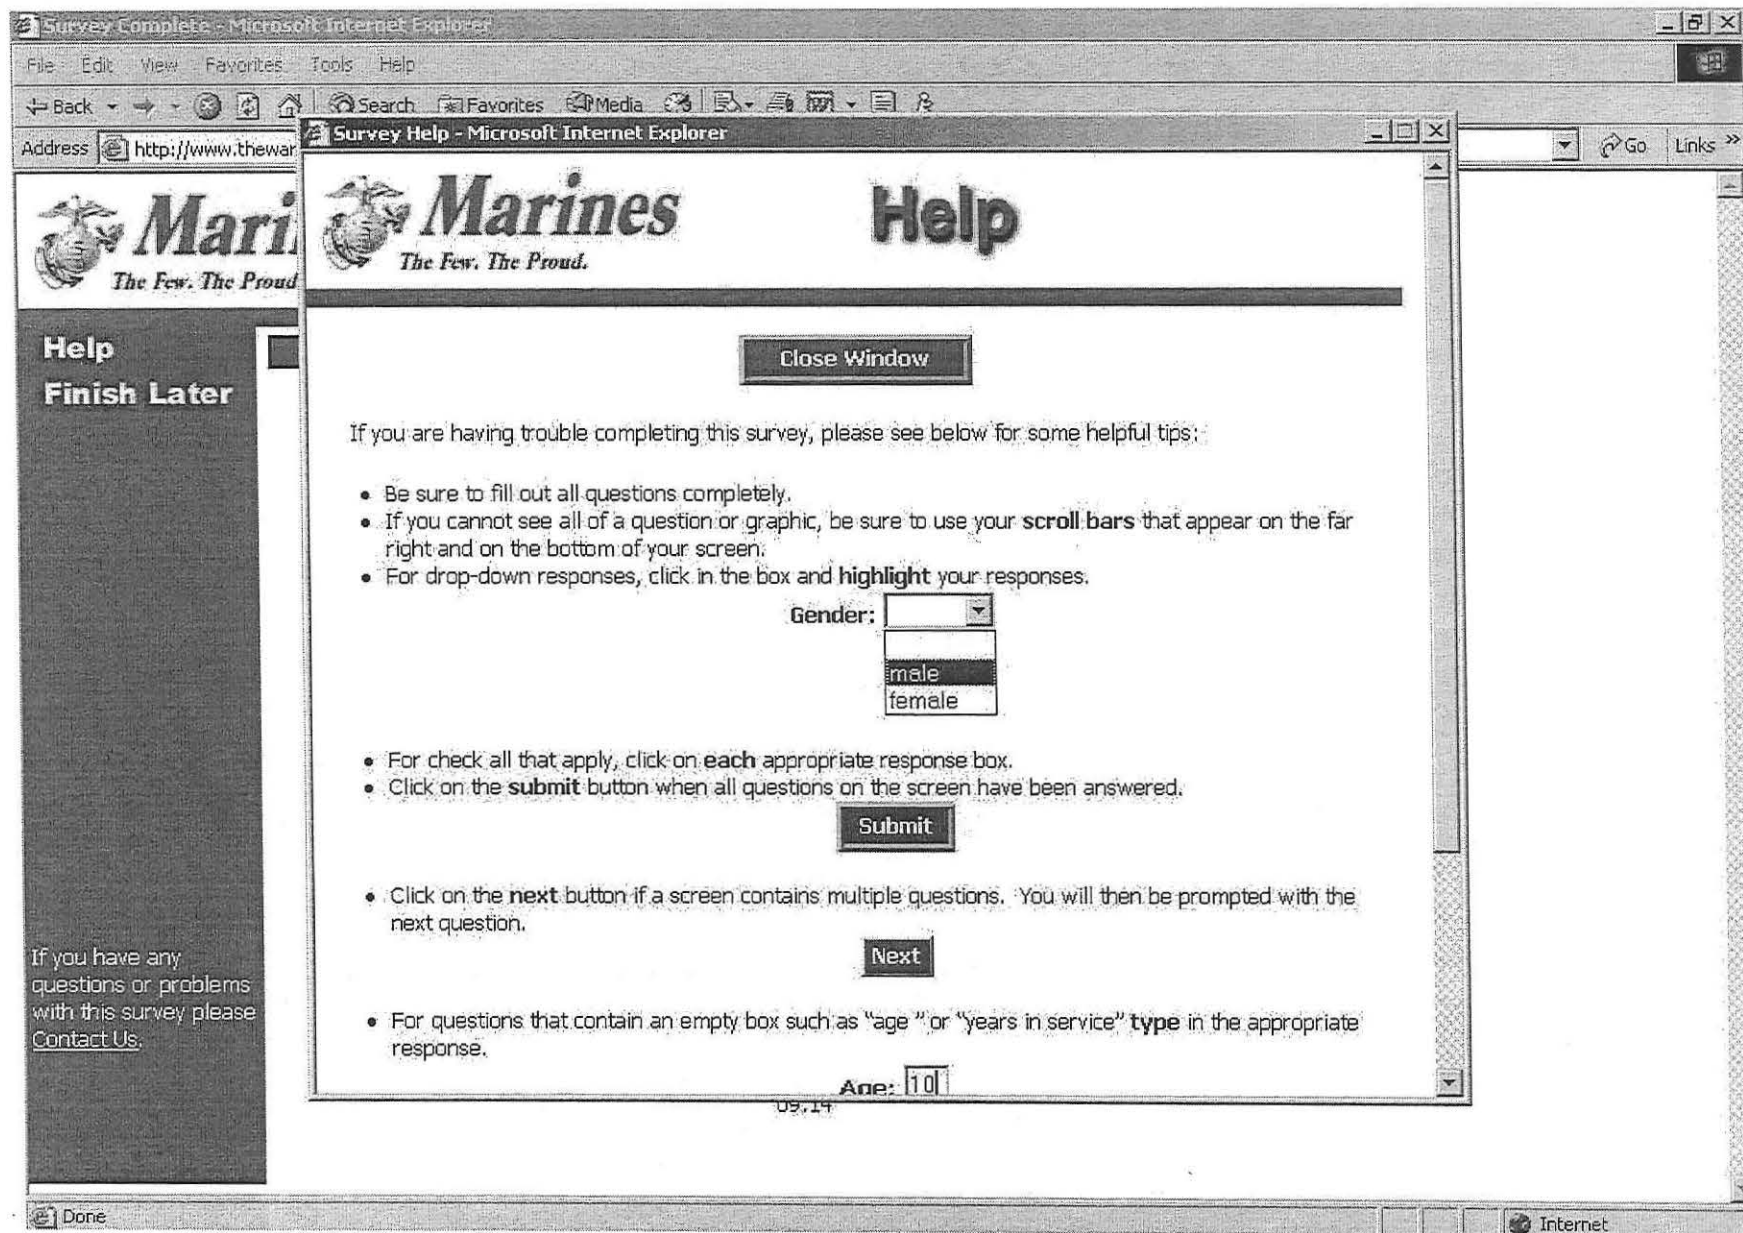 Survey Complete - Microsoft Internet Explorer
File Edit View Favorites Tools Help
Back Search Favorites Media
Address http://www.thewar Go Links »
Survey Help - Microsoft Internet Explorer
Mari
The Few. The Proud
Help
Finish Later
If you have any
questions or problems
with this survey please
Contact Us.
Marines
The Few. The Proud.
Help
Close Window
If you are having trouble completing this survey, please see below for some helpful tips:
• Be sure to fill out all questions completely.
• If you cannot see all of a question or graphic, be sure to use your scroll bars that appear on the far
right and on the bottom of your screen.
• For drop-down responses, click in the box and highlight your responses.
Gender:
male
female
• For check all that apply, click on each appropriate response box.
• Click on the submit button when all questions on the screen have been answered.
Submit
• Click on the next button if a screen contains multiple questions. You will then be prompted with the
next question.
Next
• For questions that contain an empty box such as "age " or "years in service" type in the appropriate
response.
Age: 10
09.14
Done
Internet